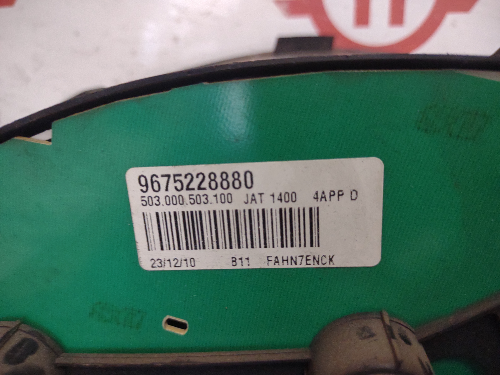 9675228880
503.000.503.100 JAT 1400 4APP D
23/12/10 B11 FAHN7ENCK